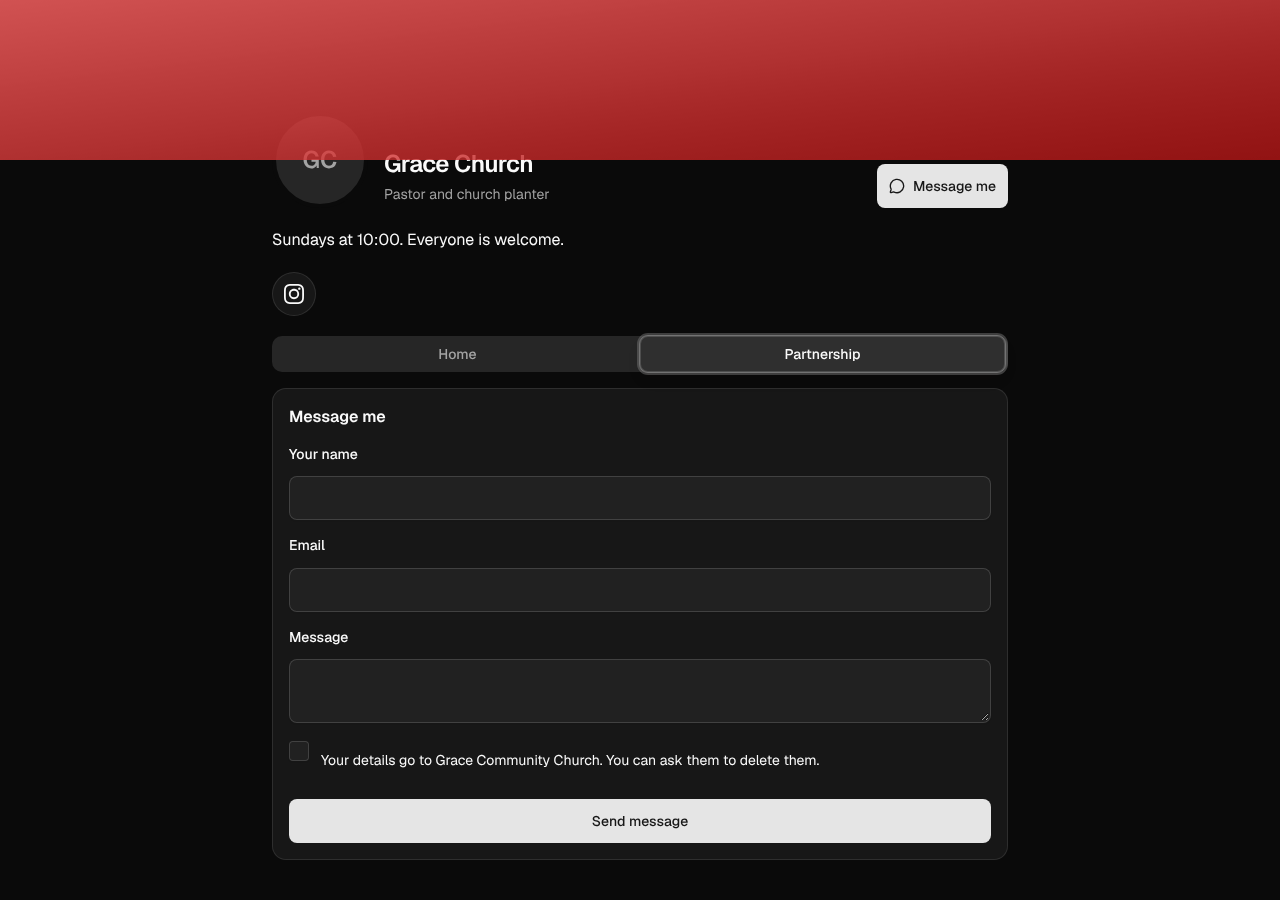 GC
Grace Church
Pastor and church planter
Message me
Sundays at 10:00. Everyone is welcome.
Home
Partnership
Message me
Your name
Email
Message
Your details go to Grace Community Church. You can ask them to delete them.
Send message